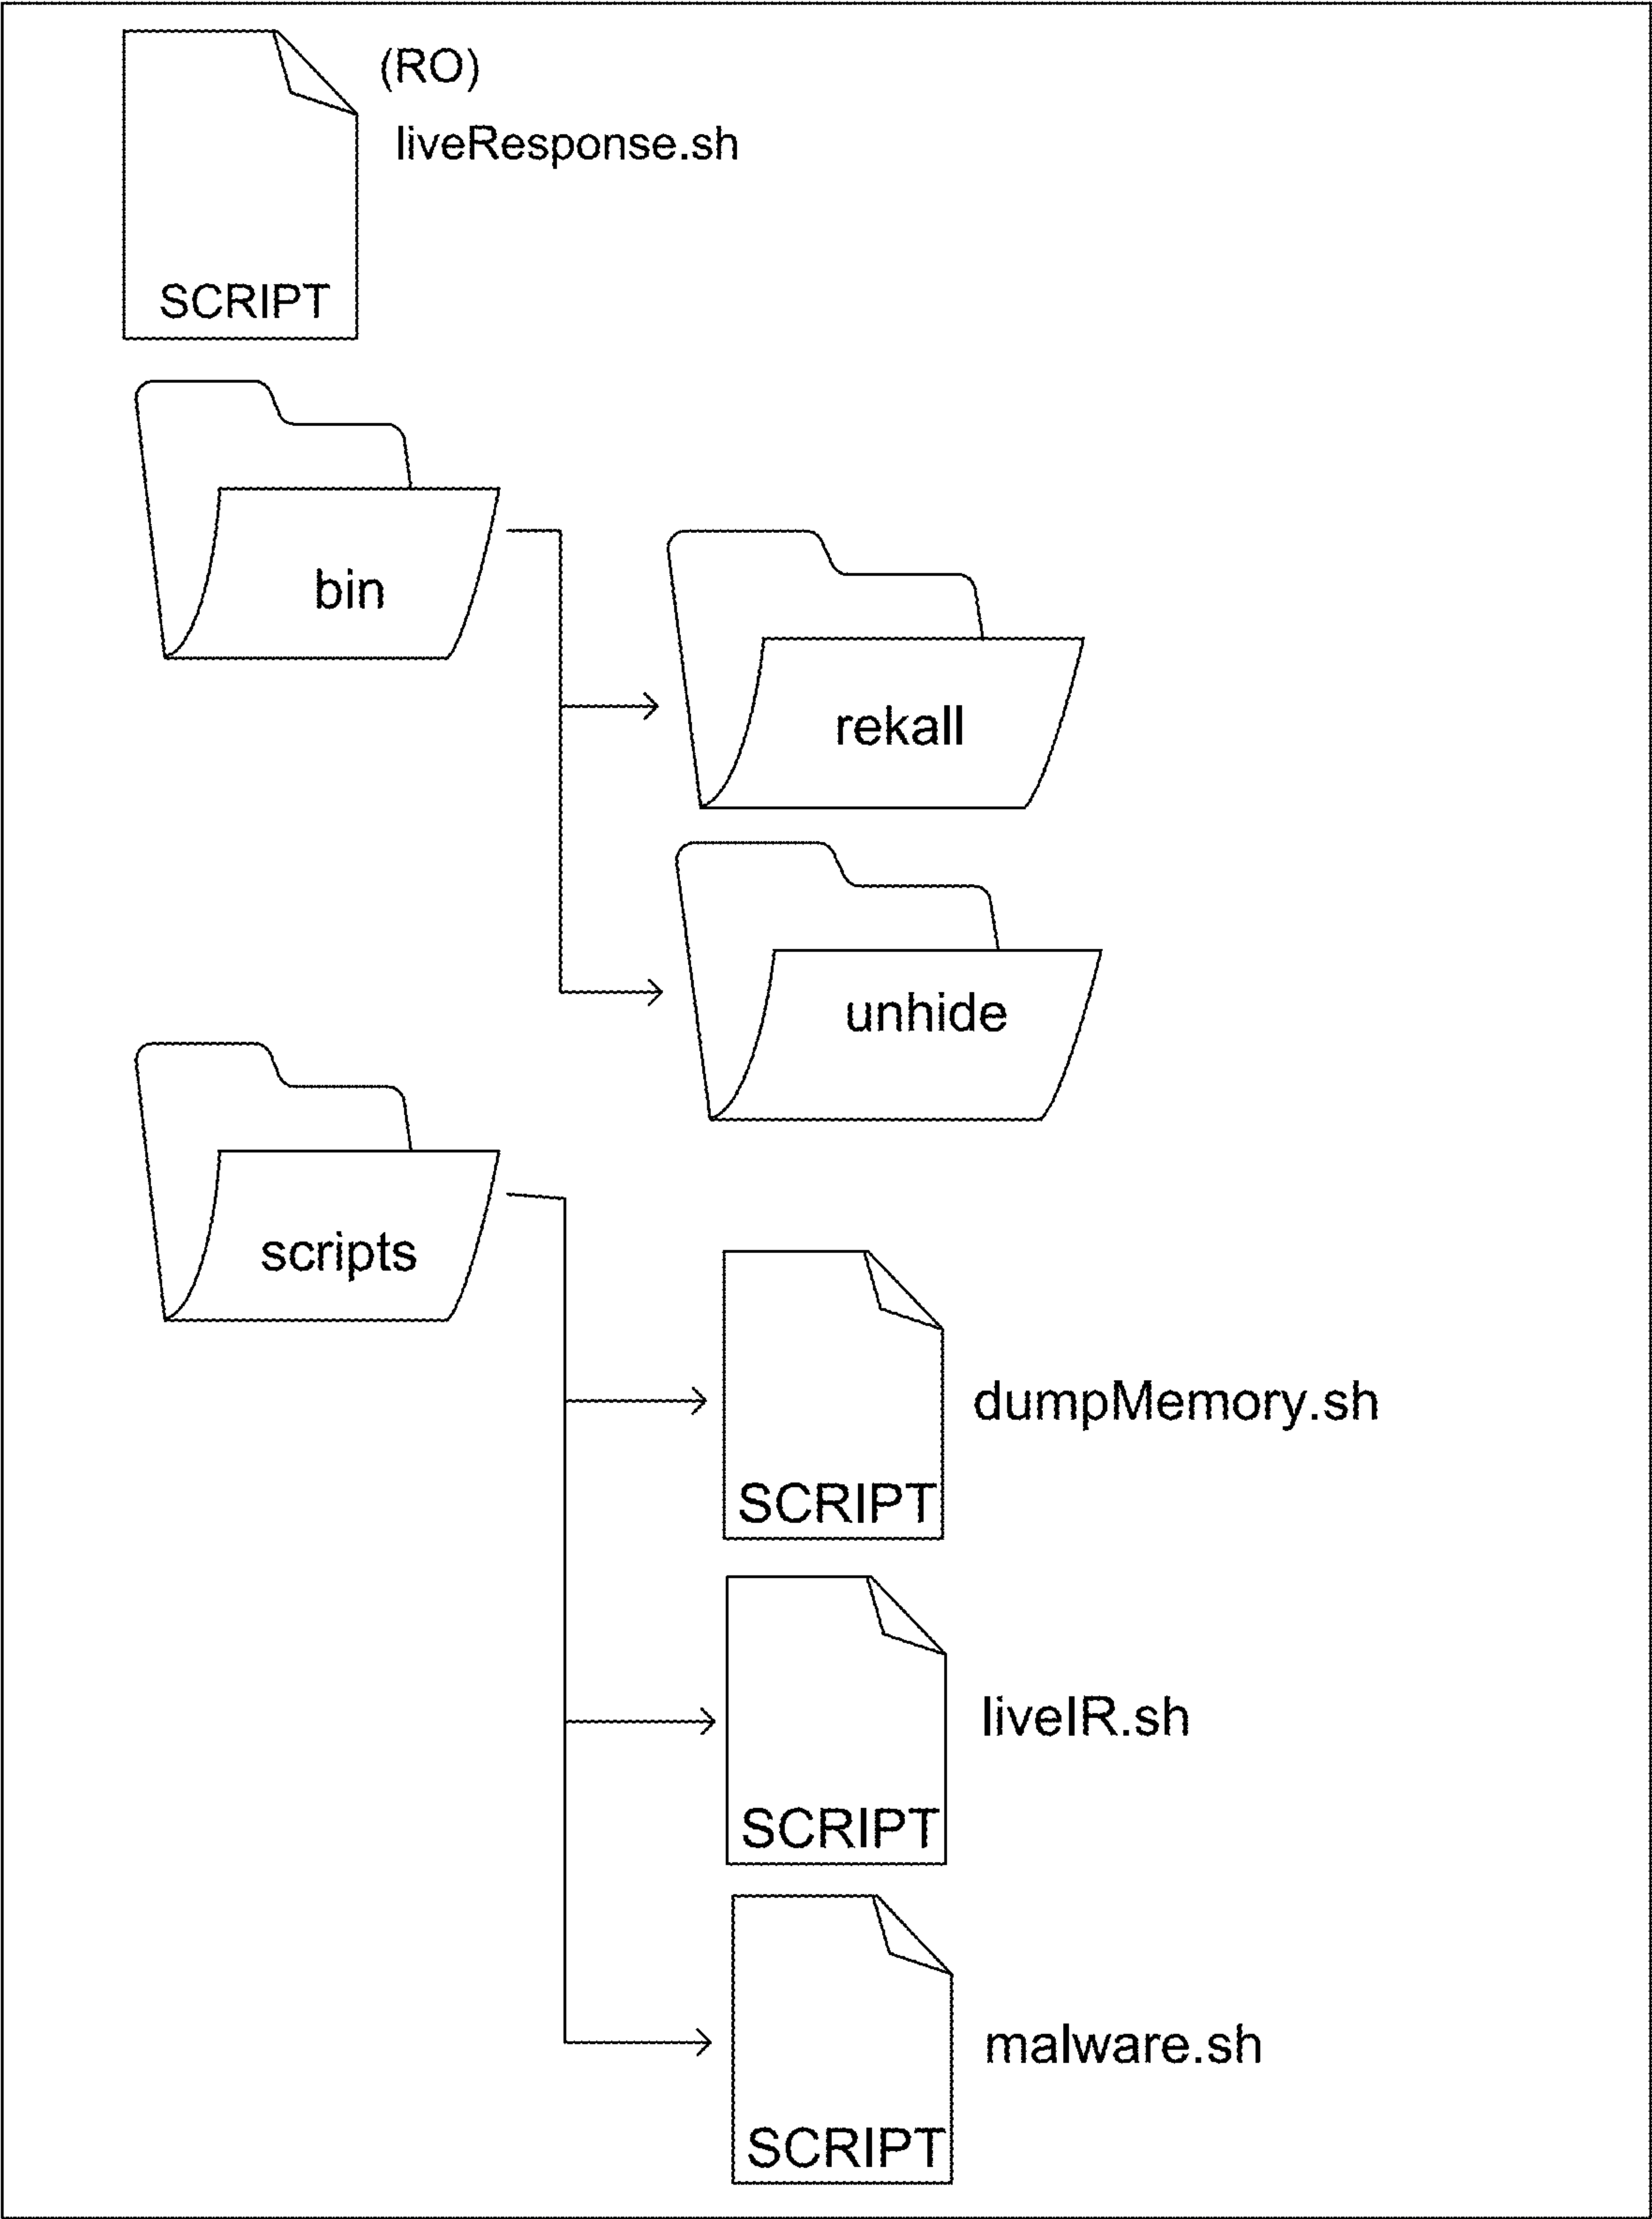 (RO)
liveResponse.sh
SCRIPT
bin
rekall
unhide
scripts
dumpMemory.sh
SCRIPT
liveIR.sh
SCRIPT
malware.sh
SCRIPT